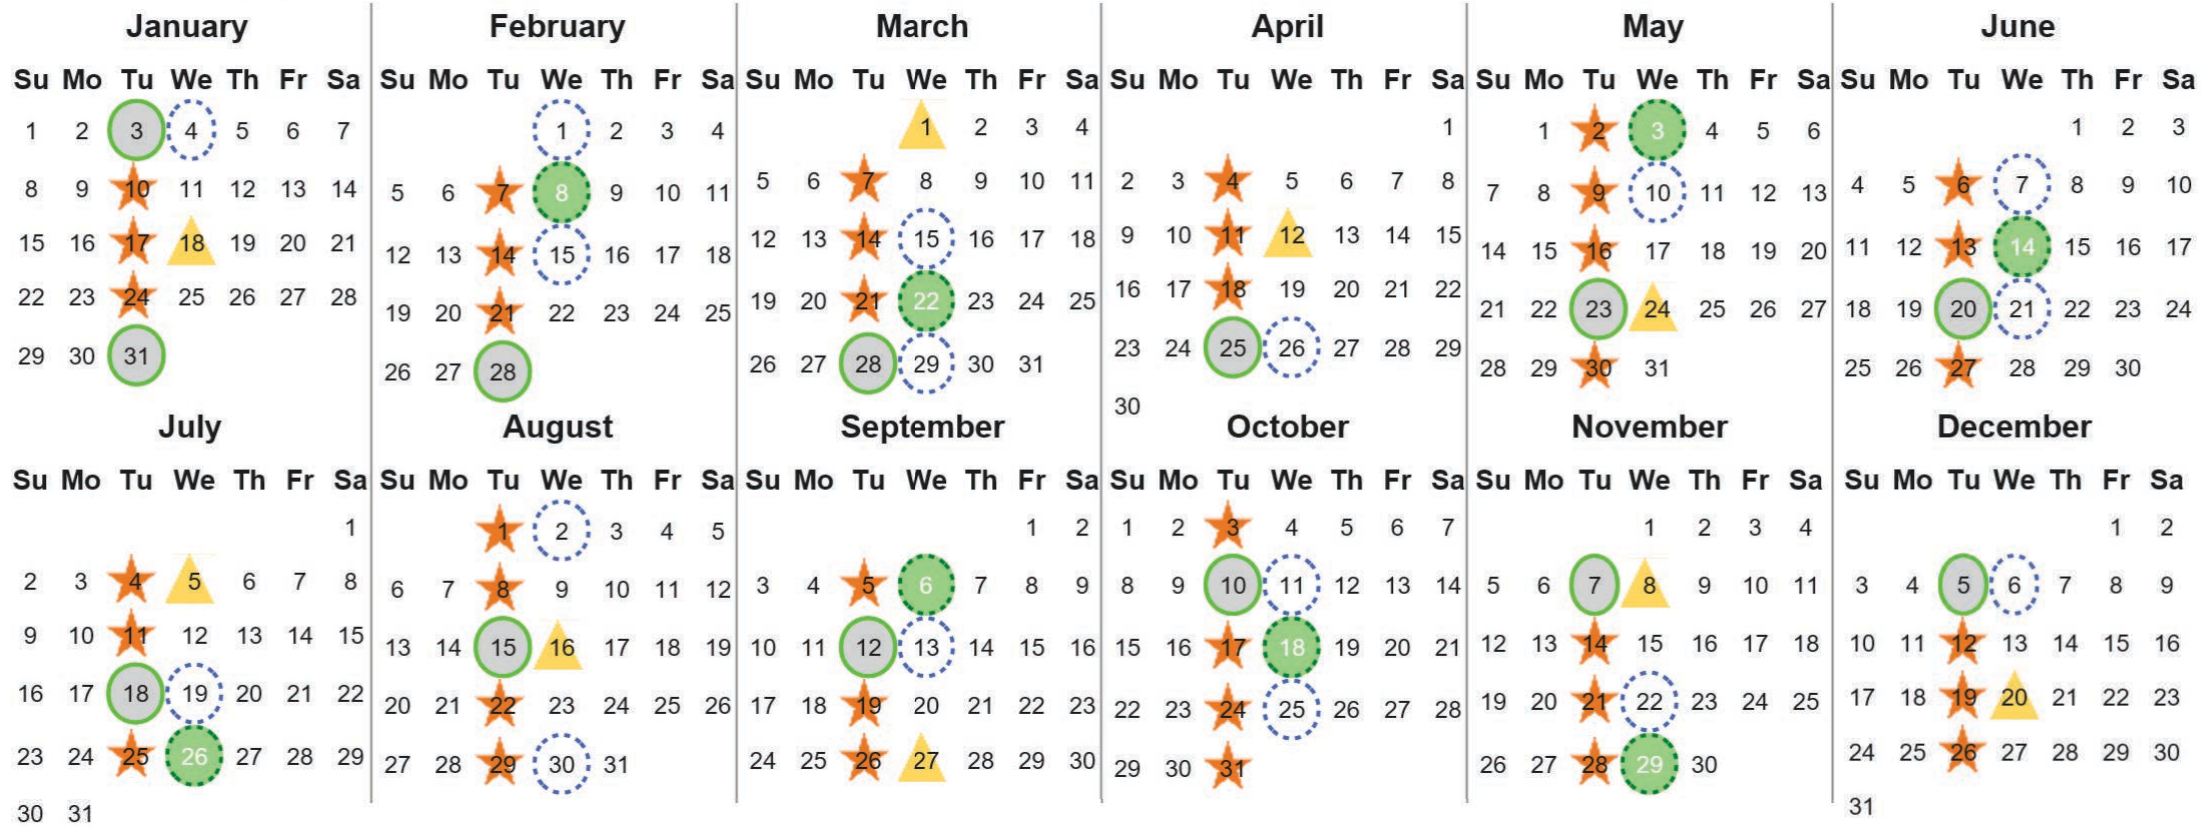 January
Su Mo Tu We Th Fr Sa
1 2 3 4 5 6 7
8 9 10 11 12 13 14
15 16 17 18 19 20 21
22 23 24 25 26 27 28
29 30 31
February
Su Mo Tu We Th Fr Sa
1 2 3 4
5 6 7 8 9 10 11
12 13 14 15 16 17 18
19 20 21 22 23 24 25
26 27 28
March
Su Mo Tu We Th Fr Sa
1 2 3 4
5 6 7 8 9 10 11
12 13 14 15 16 17 18
19 20 21 22 23 24 25
26 27 28 29 30 31
April
Su Mo Tu We Th Fr Sa
1
2 3 4 5 6 7 8
9 10 11 12 13 14 15
16 17 18 19 20 21 22
23 24 25 26 27 28 29
30
May
Su Mo Tu We Th Fr Sa
1 2 3 4 5 6
7 8 9 10 11 12 13
14 15 16 17 18 19 20
21 22 23 24 25 26 27
28 29 30 31
June
Su Mo Tu We Th Fr Sa
1 2 3
4 5 6 7 8 9 10
11 12 13 14 15 16 17
18 19 20 21 22 23 24
25 26 27 28 29 30
July
Su Mo Tu We Th Fr Sa
1
2 3 4 5 6 7 8
9 10 11 12 13 14 15
16 17 18 19 20 21 22
23 24 25 26 27 28 29
30 31
August
Su Mo Tu We Th Fr Sa
1 2 3 4 5
6 7 8 9 10 11 12
13 14 15 16 17 18 19
20 21 22 23 24 25 26
27 28 29 30 31
September
Su Mo Tu We Th Fr Sa
1 2
3 4 5 6 7 8 9
10 11 12 13 14 15 16
17 18 19 20 21 22 23
24 25 26 27 28 29 30
October
Su Mo Tu We Th Fr Sa
1 2 3 4 5 6 7
8 9 10 11 12 13 14
15 16 17 18 19 20 21
22 23 24 25 26 27 28
29 30 31
November
Su Mo Tu We Th Fr Sa
1 2 3 4
5 6 7 8 9 10 11
12 13 14 15 16 17 18
19 20 21 22 23 24 25
26 27 28 29 30
December
Su Mo Tu We Th Fr Sa
1 2
3 4 5 6 7 8 9
10 11 12 13 14 15 16
17 18 19 20 21 22 23
24 25 26 27 28 29 30
31